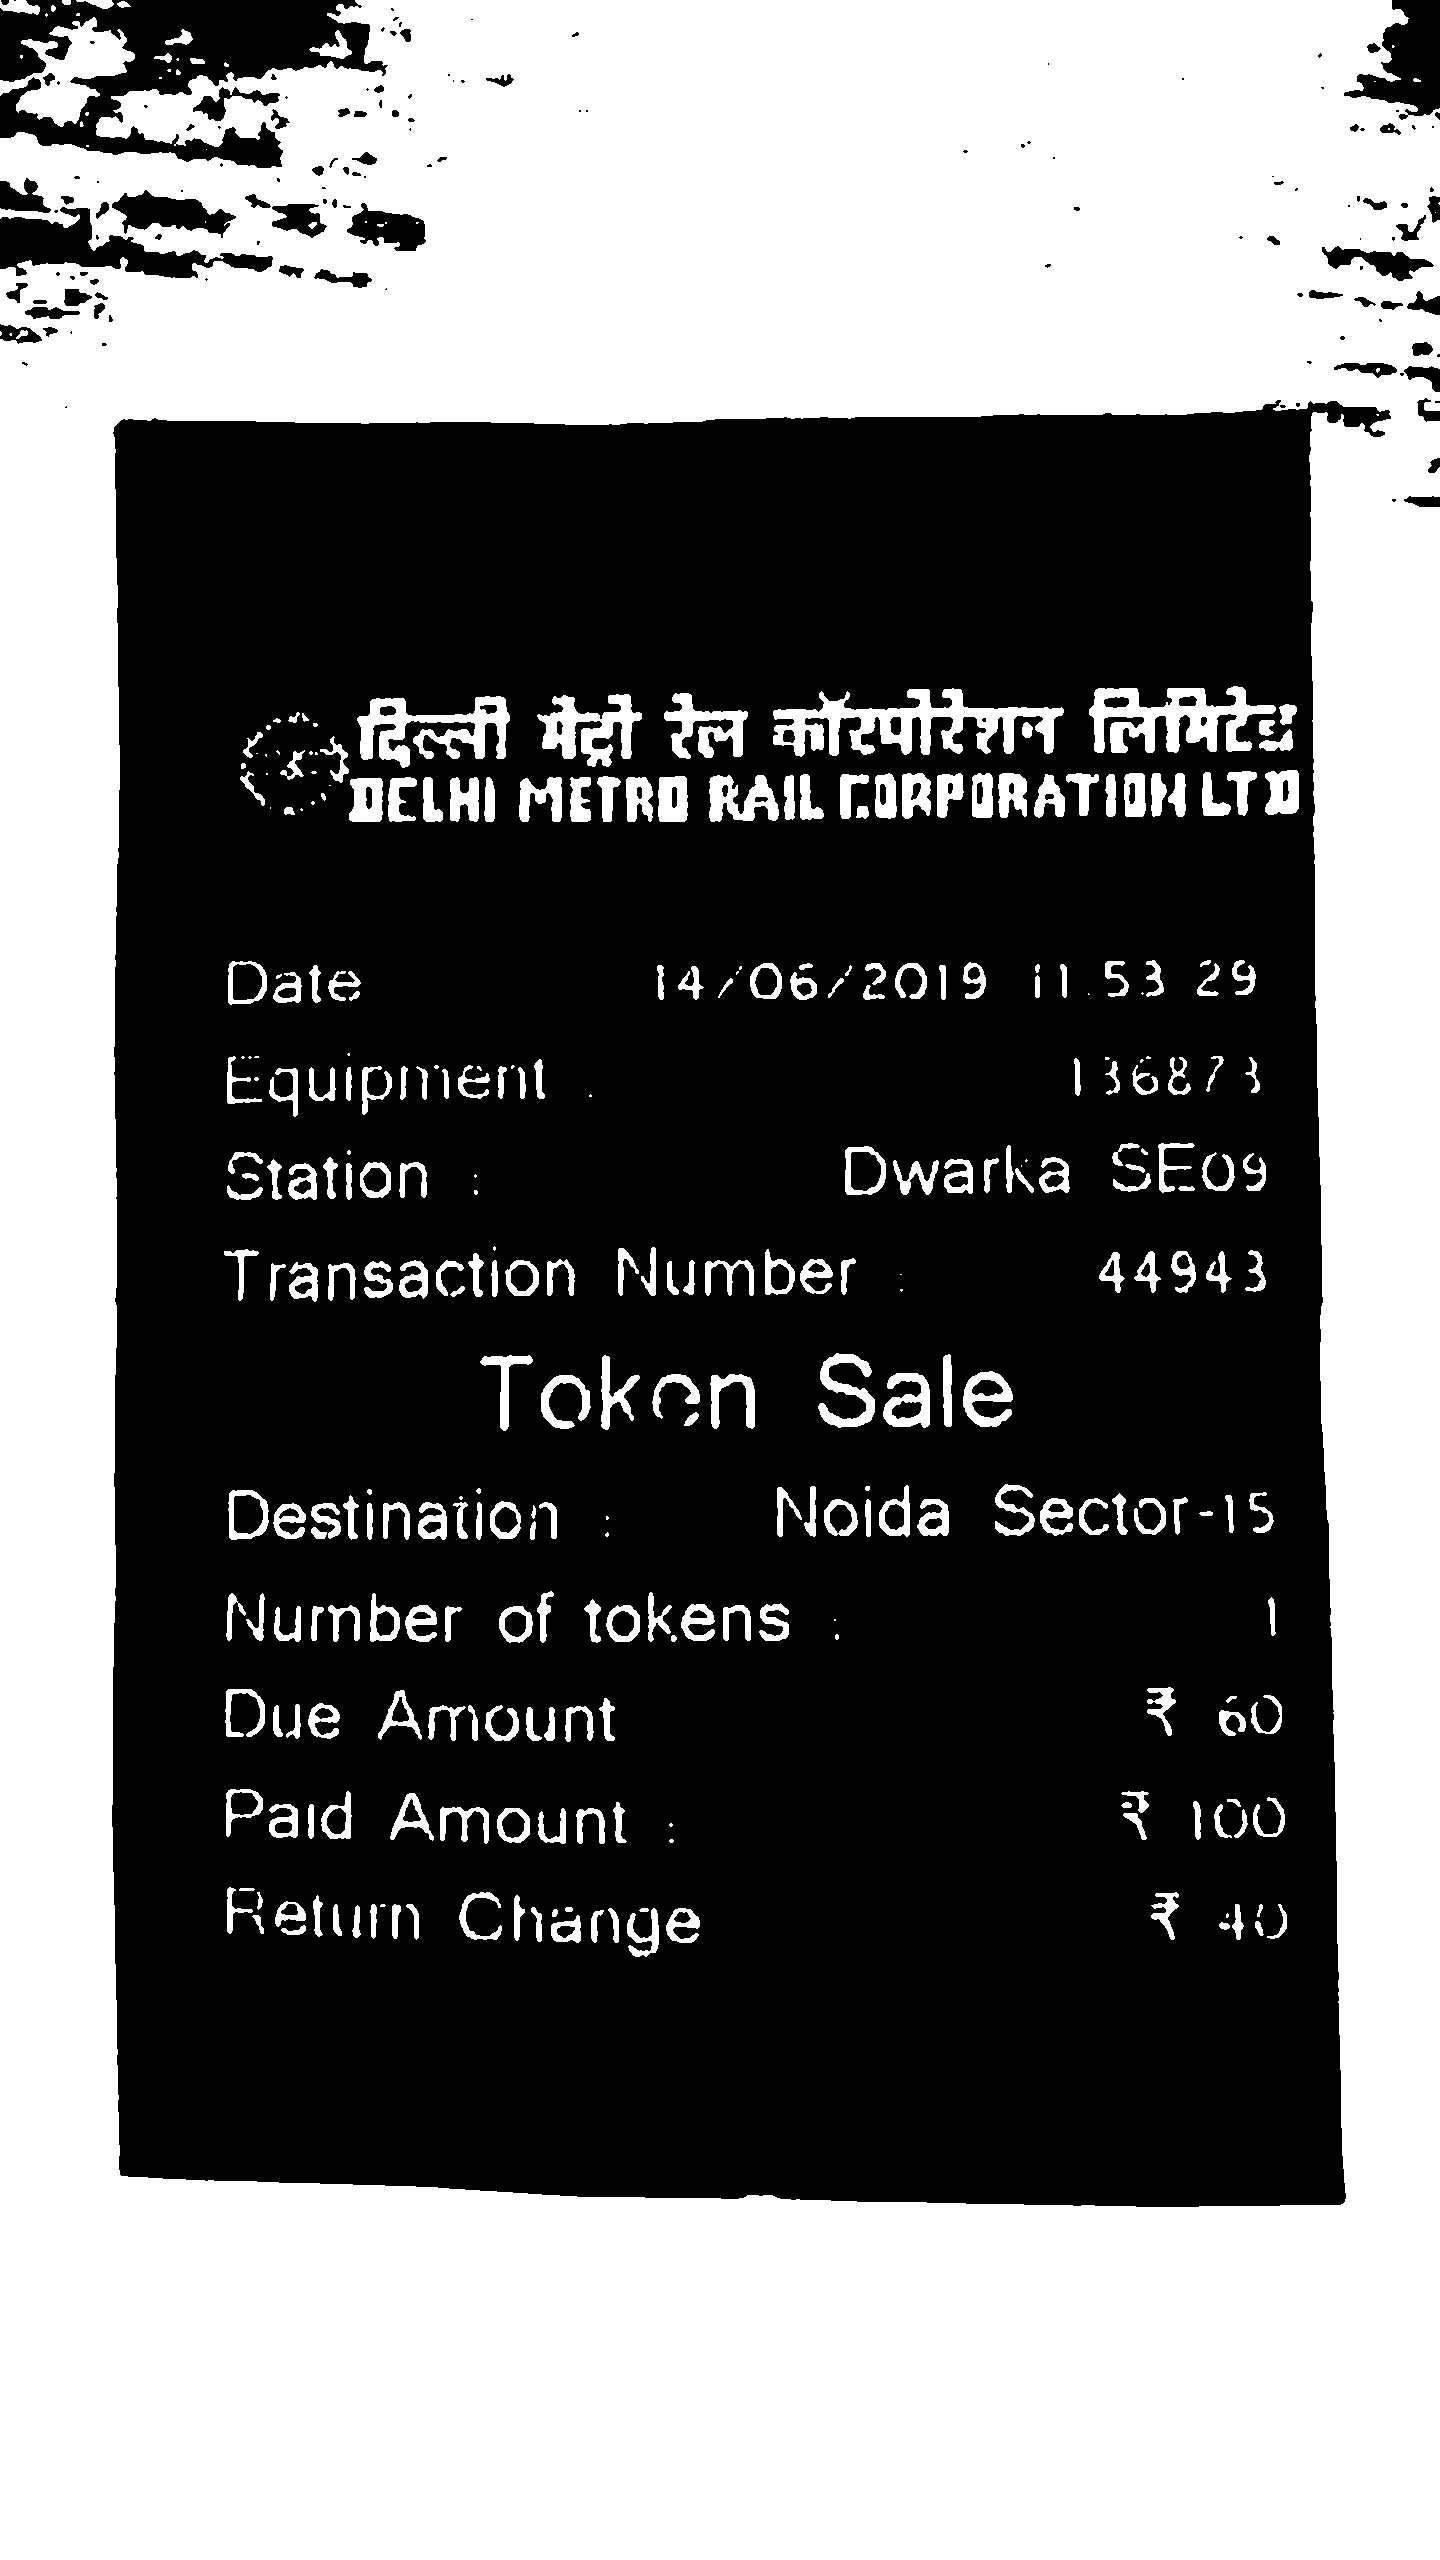 दिल्ली मेट्रो रेल कॉरपोरेशन लिमिटेड
DELHI METRO RAIL CORPORATION LTD
Date 14/06/2019 11:53:29
Equipment : 136873
Station : Dwarka SE09
Transaction Number : 44943
Token Sale
Destination : Noida Sector-15
Number of tokens : 1
Due Amount ₹ 60
Paid Amount : ₹ 100
Return Change ₹ 40